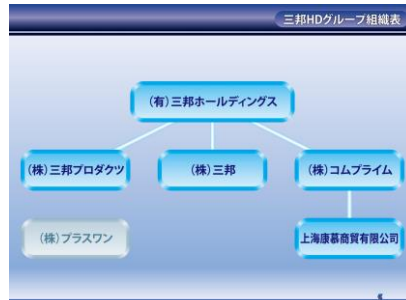 三邦HDグループ組織表
(有)三邦ホールディングス
(株)三邦プロダクツ
(株)三邦
(株)コムプライム
(株)プラスワン
上海康慕商貿有限公司